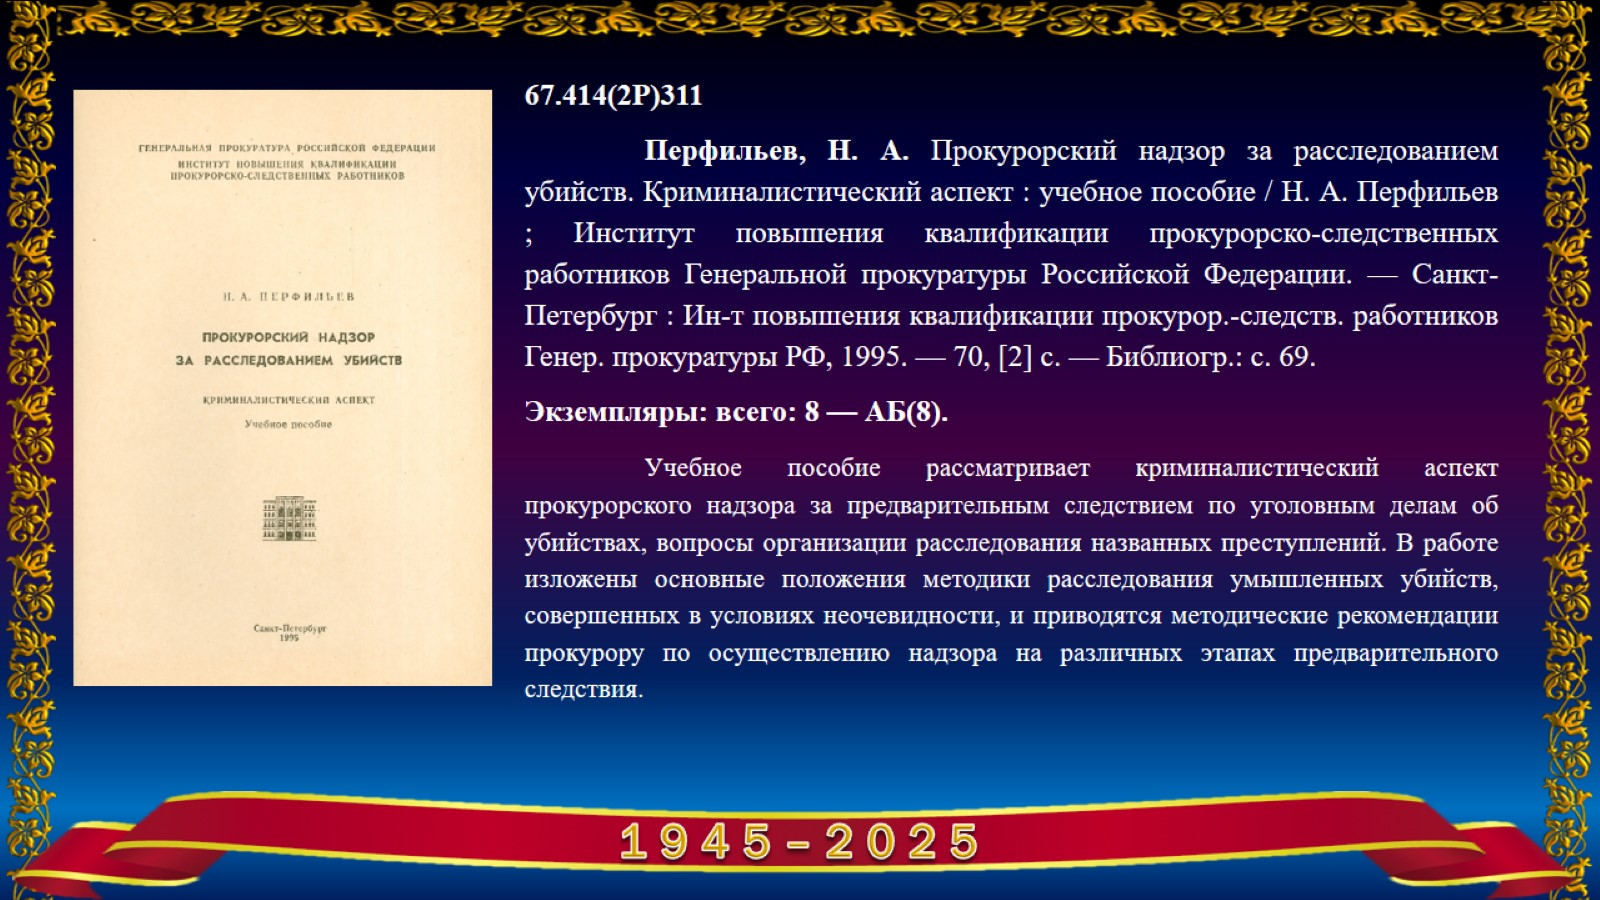 ГЕНЕРАЛЬНАЯ ПРОКУРАТУРА РОССИЙСКОЙ ФЕДЕРАЦИИ
ИНСТИТУТ ПОВЫШЕНИЯ КВАЛИФИКАЦИИ
ПРОКУРОРСКО-СЛЕДСТВЕННЫХ РАБОТНИКОВ
Н. А. ПЕРФИЛЬЕВ
ПРОКУРОРСКИЙ НАДЗОР
ЗА РАССЛЕДОВАНИЕМ УБИЙСТВ
КРИМИНАЛИСТИЧЕСКИЙ АСПЕКТ
Учебное пособие
Санкт-Петербург
1995
67.414(2Р)311
Перфильев, Н. А. Прокурорский надзор за расследованием
убийств. Криминалистический аспект : учебное пособие / Н. А. Перфильев
; Институт повышения квалификации прокурорско-следственных
работников Генеральной прокуратуры Российской Федерации. — Санкт-
Петербург : Ин-т повышения квалификации прокурор.-следств. работников
Генер. прокуратуры РФ, 1995. — 70, [2] с. — Библиогр.: с. 69.
Экземпляры: всего: 8 — АБ(8).
Учебное пособие рассматривает криминалистический аспект
прокурорского надзора за предварительным следствием по уголовным делам об
убийствах, вопросы организации расследования названных преступлений. В работе
изложены основные положения методики расследования умышленных убийств,
совершенных в условиях неочевидности, и приводятся методические рекомендации
прокурору по осуществлению надзора на различных этапах предварительного
следствия.
1945–2025